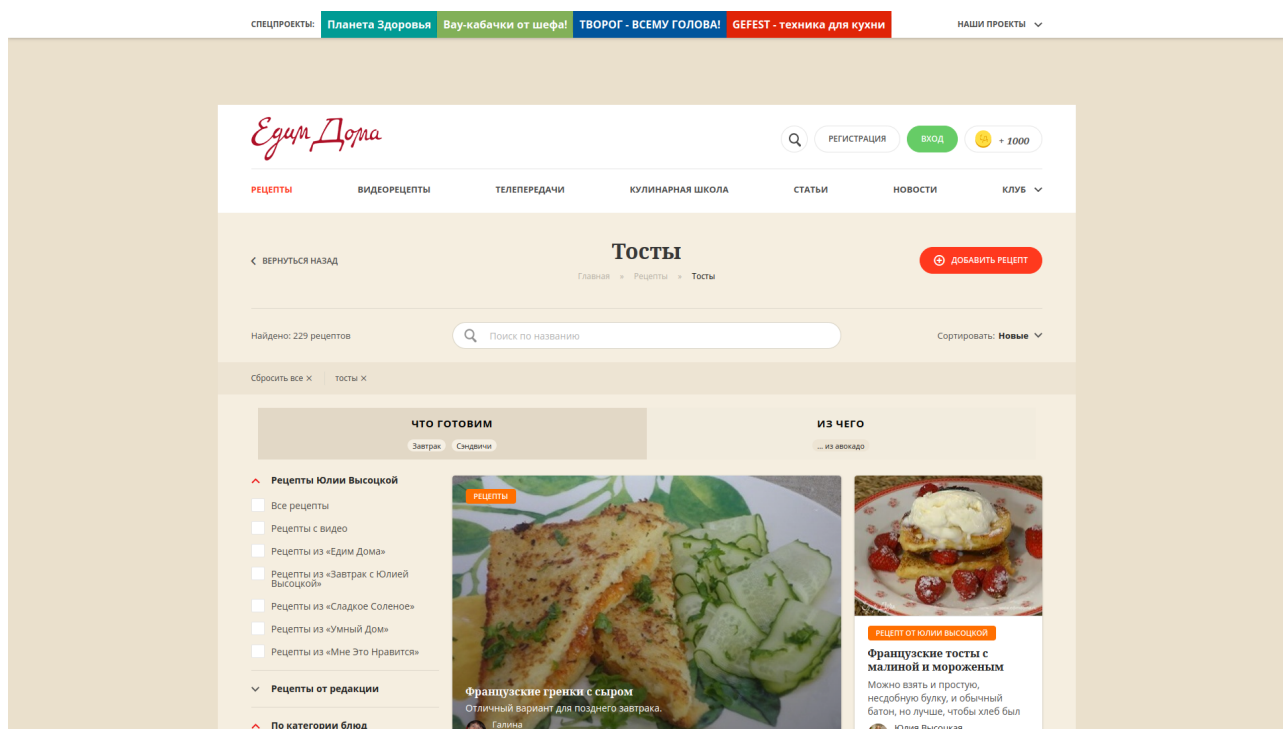 СПЕЦПРОЕКТЫ: Планета Здоровья Вау-кабачки от шефа! ТВОРОГ - ВСЕМУ ГОЛОВА! GEFEST - техника для кухни НАШИ ПРОЕКТЫ
Едим Дома
РЕГИСТРАЦИЯ ВХОД + 1000
РЕЦЕПТЫ ВИДЕОРЕЦЕПТЫ ТЕЛЕПЕРЕДАЧИ КУЛИНАРНАЯ ШКОЛА СТАТЬИ НОВОСТИ КЛУБ
ВЕРНУТЬСЯ НАЗАД
Тосты
ДОБАВИТЬ РЕЦЕПТ
Главная » Рецепты » Тосты
Найдено: 229 рецептов
Поиск по названию
Сортировать: Новые
Сбросить все × тосты ×
ЧТО ГОТОВИМ
Завтрак Сэндвичи
ИЗ ЧЕГО
... из авокадо
Рецепты Юлии Высоцкой
Все рецепты
Рецепты с видео
Рецепты из «Едим Дома»
Рецепты из «Завтрак с Юлией
Высоцкой»
Рецепты из «Сладкое Соленое»
Рецепты из «Умный Дом»
Рецепты из «Мне Это Нравится»
Рецепты от редакции
По категории блюд
РЕЦЕПТЫ
Французские гренки с сыром
Отличный вариант для позднего завтрака.
Галина
РЕЦЕПТ ОТ ЮЛИИ ВЫСОЦКОЙ
Французские тосты с
малиной и мороженым
Можно взять и простую,
несдобную булку, и обычный
батон, но лучше, чтобы хлеб был
Юлия Высоцкая